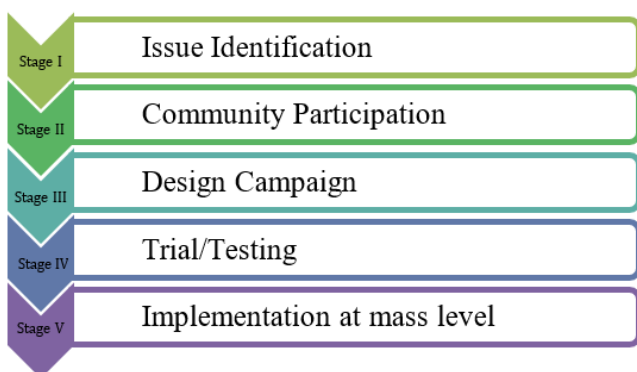 Stage I
Issue Identification
Stage II
Community Participation
Stage III
Design Campaign
Stage IV
Trial/Testing
Stage V
Implementation at mass level